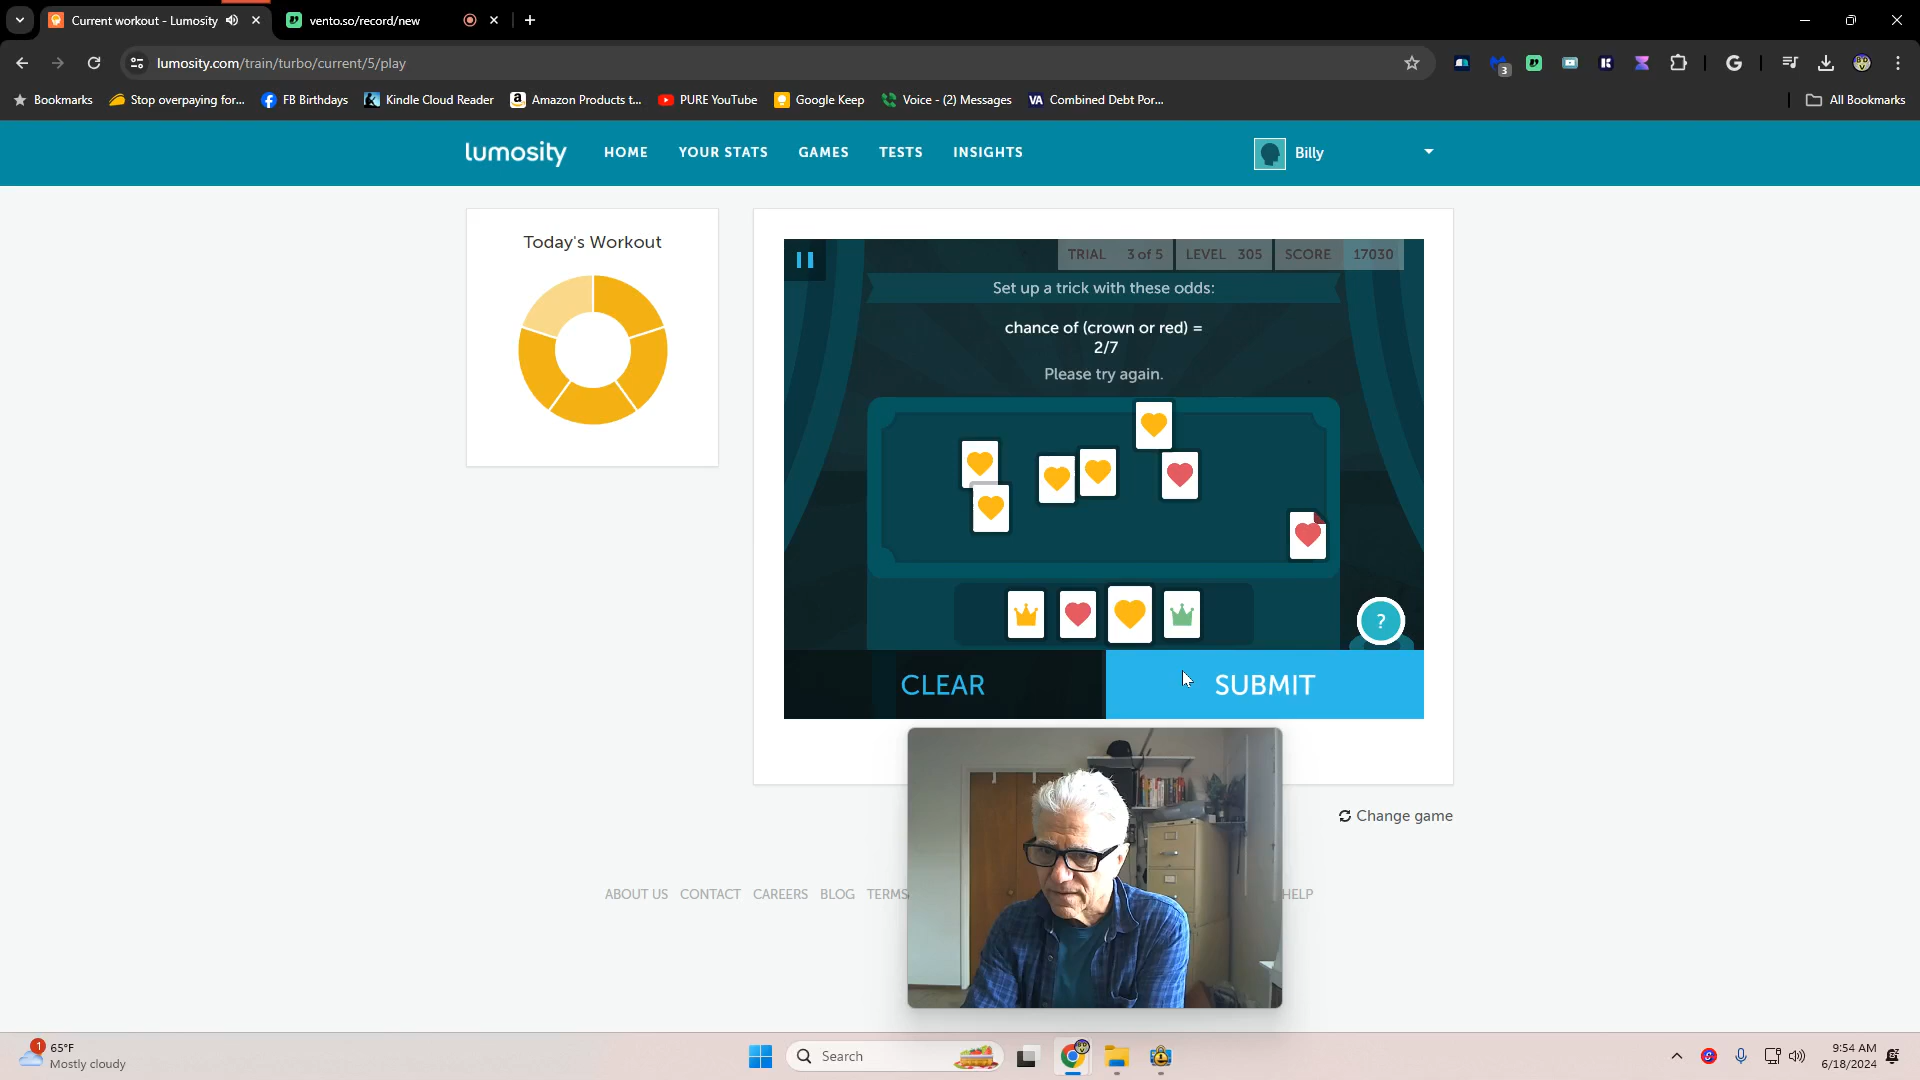 Current workout - Lumosity
vento.so/record/new
lumosity.com/train/turbo/current/5/play
3
Bookmarks
Stop overpaying for...
FB Birthdays
Kindle Cloud Reader
Amazon Products t...
PURE YouTube
Google Keep
Voice - (2) Messages
VA Combined Debt Por...
All Bookmarks
lumosity
HOME
YOUR STATS
GAMES
TESTS
INSIGHTS
Billy
Today's Workout
TRIAL 3 of 5
LEVEL 305
SCORE 17030
Set up a trick with these odds:
chance of (crown or red) =
2/7
Please try again.
?
CLEAR
SUBMIT
Change game
ABOUT US
CONTACT
CAREERS
BLOG
TERMS
HELP
1
65°F
Mostly cloudy
Search
9:54 AM
6/18/2024